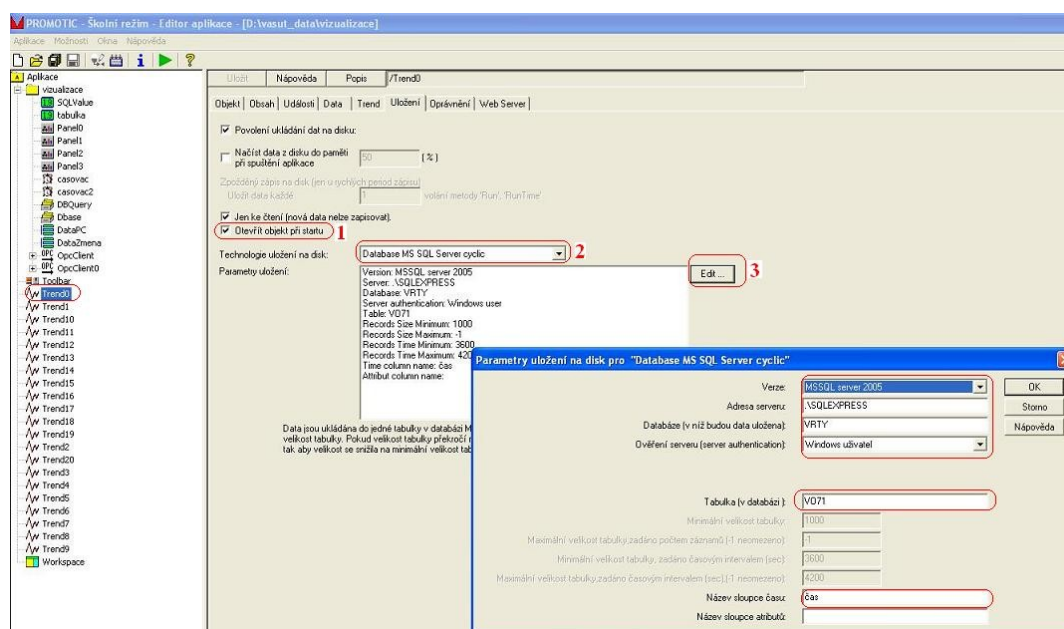 PROMOTIC - Školní režim - Editor aplikace - [D:\vasut_data\vizualizace]
Aplikace Možnosti Okna Nápověda
Aplikace
vizualizace
SQLValue
tabulka
Panel0
Panel1
Panel2
Panel3
casovac
casovac2
DBQuery
Dbase
DataPC
DataZmena
OpcClient
OpcClient0
Toolbar
Trend0
Trend1
Trend10
Trend11
Trend12
Trend13
Trend14
Trend15
Trend16
Trend17
Trend18
Trend19
Trend2
Trend20
Trend3
Trend4
Trend5
Trend6
Trend7
Trend8
Trend9
Workspace
Uložit Nápověda Popis /Trend0
Objekt Obsah Události Data Trend Uložení Oprávnění Web Server
Povolení ukládání dat na disku:
Načíst data z disku do paměti
při spuštění aplikace
50 (%)
Zpožděný zápis na disk (jen u rychlých period zápisu)
Uložit data každé 1 volání metody 'Run', 'RunTime'
Jen ke čtení (nová data nelze zapisovat).
Otevřít objekt při startu 1
Technologie uložení na disk: Database MS SQL Server cyclic 2
Parametry uložení:
Version: MSSQL server 2005
Server: .\SQLEXPRESS
Database: VRTY
Server authentication: Windows user
Table: VO71
Records Size Minimum: 1000
Records Size Maximum: -1
Records Time Minimum: 3600
Records Time Maximum: 420
Time column name: čas
Attribut column name:
Edit ... 3
Data jsou ukládána do jedné tabulky v databázi M
velikost tabulky. Pokud velikost tabulky překročí
tak aby velikost se snížila na minimální velikost tab
Parametry uložení na disk pro "Database MS SQL Server cyclic"
Verze: MSSQL server 2005
Adresa serveru: .\SQLEXPRESS
Databáze (v níž budou data uložena): VRTY
Ověření serveru (server authentication): Windows uživatel
OK
Storno
Nápověda
Tabulka (v databázi ): VO71
Minimální velikost tabulky: 1000
Maximální velikost tabulky,zadáno počtem záznamů (-1 neomezeno): -1
Minimální velikost tabulky, zadáno časovým intervalem (sec): 3600
Maximální velikost tabulky,zadáno časovým intervalem (sec),(-1 neomezeno): 4200
Název sloupce času: čas
Název sloupce atributů: